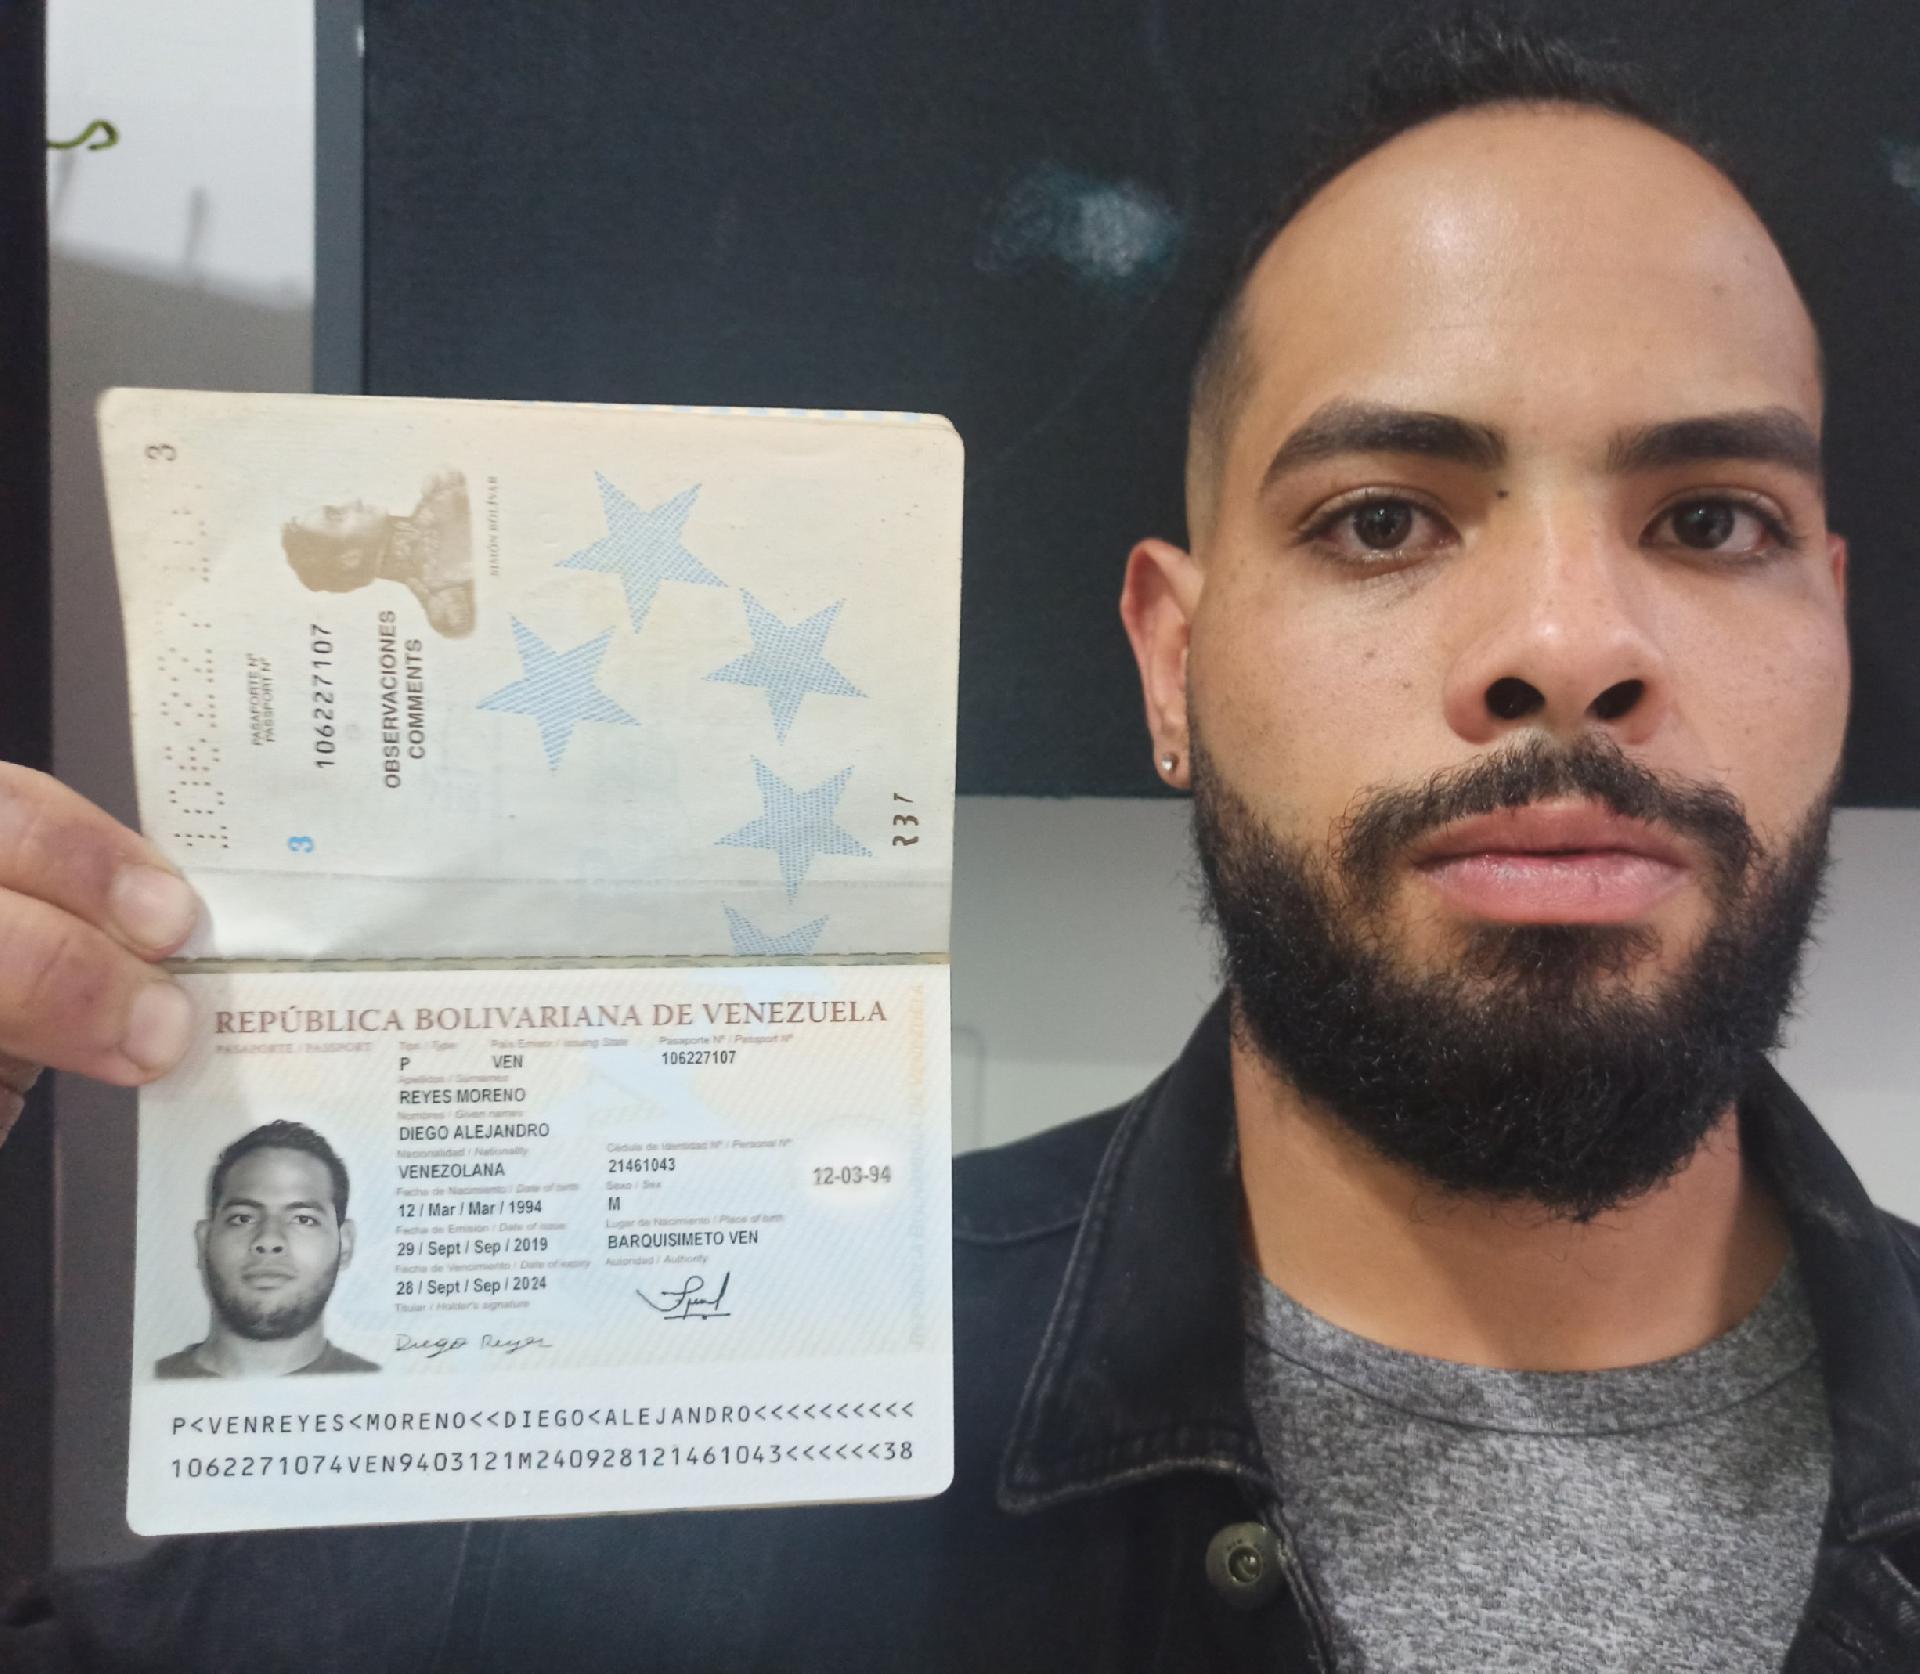 3
PASAPORTE Nº
PASSPORT Nº
106227107
3
OBSERVACIONES
COMMENTS
SIMÓN BOLÍVAR
REPÚBLICA BOLIVARIANA DE VENEZUELA
PASAPORTE / PASSPORT
Tipo / Type País Emisor / Issuing State Pasaporte Nº / Passport Nº
P VEN 106227107
Apellidos / Surnames
REYES MORENO
Nombres / Given names
DIEGO ALEJANDRO
Nacionalidad / Nationality Cédula de Identidad Nº / Personal Nº
VENEZOLANA 21461043
12-03-94
Fecha de Nacimiento / Date of birth Sexo / Sex
12 / Mar / Mar / 1994 M
Fecha de Emisión / Date of issue Lugar de Nacimiento / Place of birth
29 / Sept / Sep / 2019 BARQUISIMETO VEN
Fecha de Vencimiento / Date of expiry Autoridad / Authority
28 / Sept / Sep / 2024
Titular / Holder's signature
Diego Reyes
P<VENREYES<MORENO<<DIEGO<ALEJANDRO<<<<<<<<<<
1062271074VEN9403121M240928121461043<<<<<<38